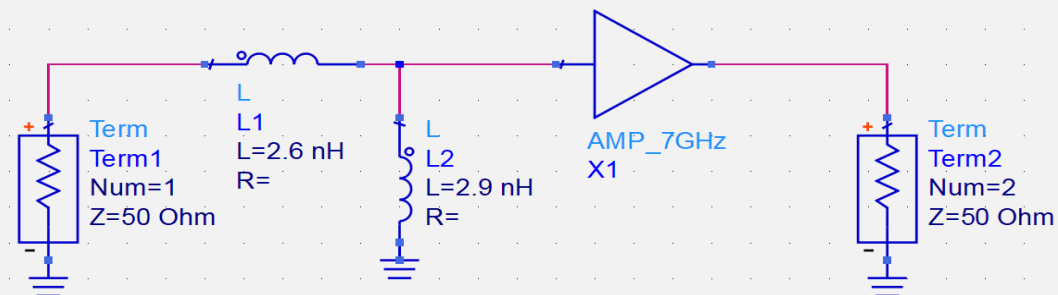 +
Term
Term1
Num=1
Z=50 Ohm
-
L
L1
L=2.6 nH
R=
L
L2
L=2.9 nH
R=
AMP_7GHz
X1
+
Term
Term2
Num=2
Z=50 Ohm
-